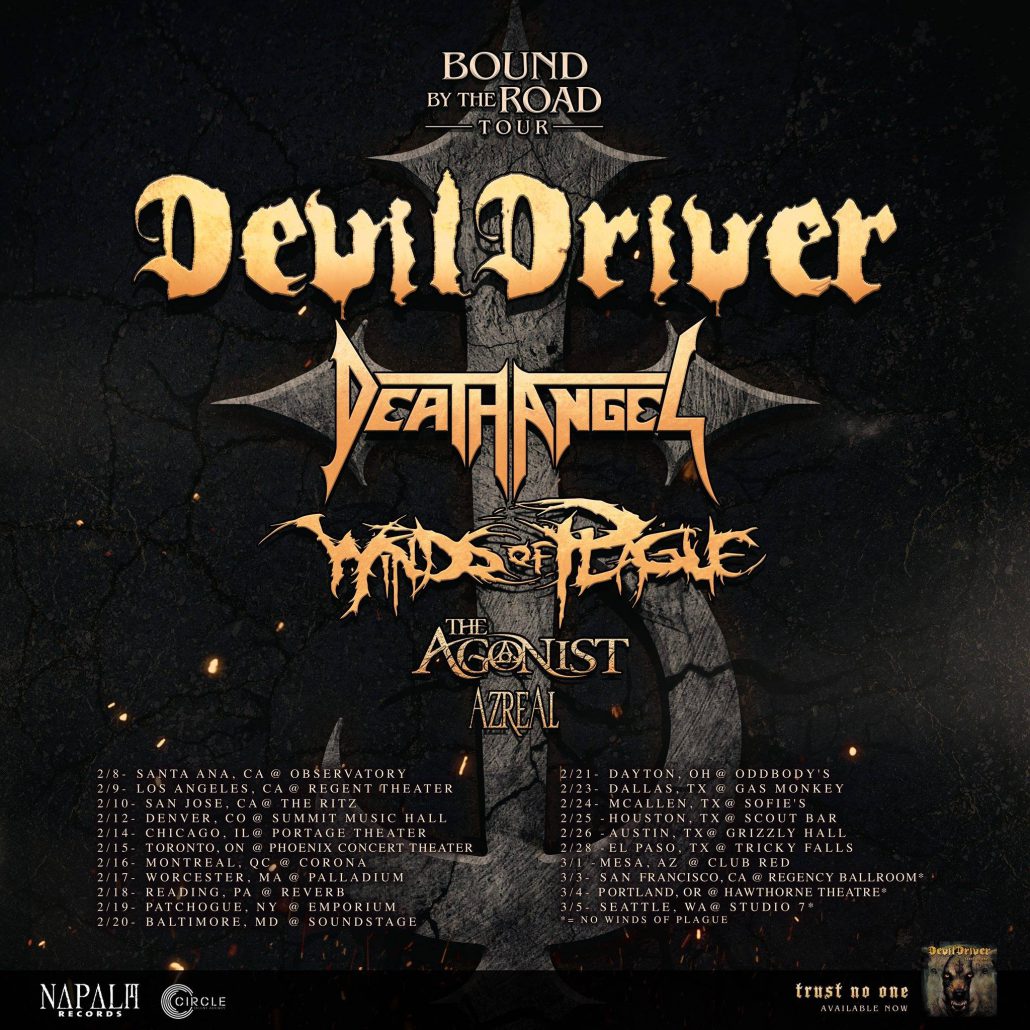 BOUND
BY THE ROAD
TOUR
DevilDriver
DEATH ANGEL
WINDS OF PLAGUE
THE
AGONIST
AZREAL
2/8- SANTA ANA, CA @ OBSERVATORY
2/9- LOS ANGELES, CA @ REGENT THEATER
2/10- SAN JOSE, CA@ THE RITZ
2/12- DENVER, CO @ SUMMIT MUSIC HALL
2/14- CHICAGO, IL@ PORTAGE THEATER
2/15- TORONTO, ON @ PHOENIX CONCERT THEATER
2/16- MONTREAL, QC @ CORONA
2/17- WORCESTER, MA @ PALLADIUM
2/18- READING, PA @ REVERB
2/19- PATCHOGUE, NY @ EMPORIUM
2/20- BALTIMORE, MD @ SOUNDSTAGE
2/21- DAYTON, OH @ ODDBODY'S
2/23- DALLAS, TX @ GAS MONKEY
2/24- MCALLEN, TX@ SOFIE'S
2/25 - HOUSTON, TX@ SCOUT BAR
2/26 -AUSTIN, TX@ GRIZZLY HALL
2/28 - EL PASO, TX @ TRICKY FALLS
3/1 -MESA, AZ @ CLUB RED
3/3- SAN FRANCISCO, CA @ REGENCY BALLROOM*
3/4- PORTLAND, OR @ HAWTHORNE THEATRE*
3/5- SEATTLE, WA@ STUDIO 7*
*= NO WINDS OF PLAGUE
NAPALM
RECORDS
CIRCLE
trust no one
AVAILABLE NOW
DevilDriver